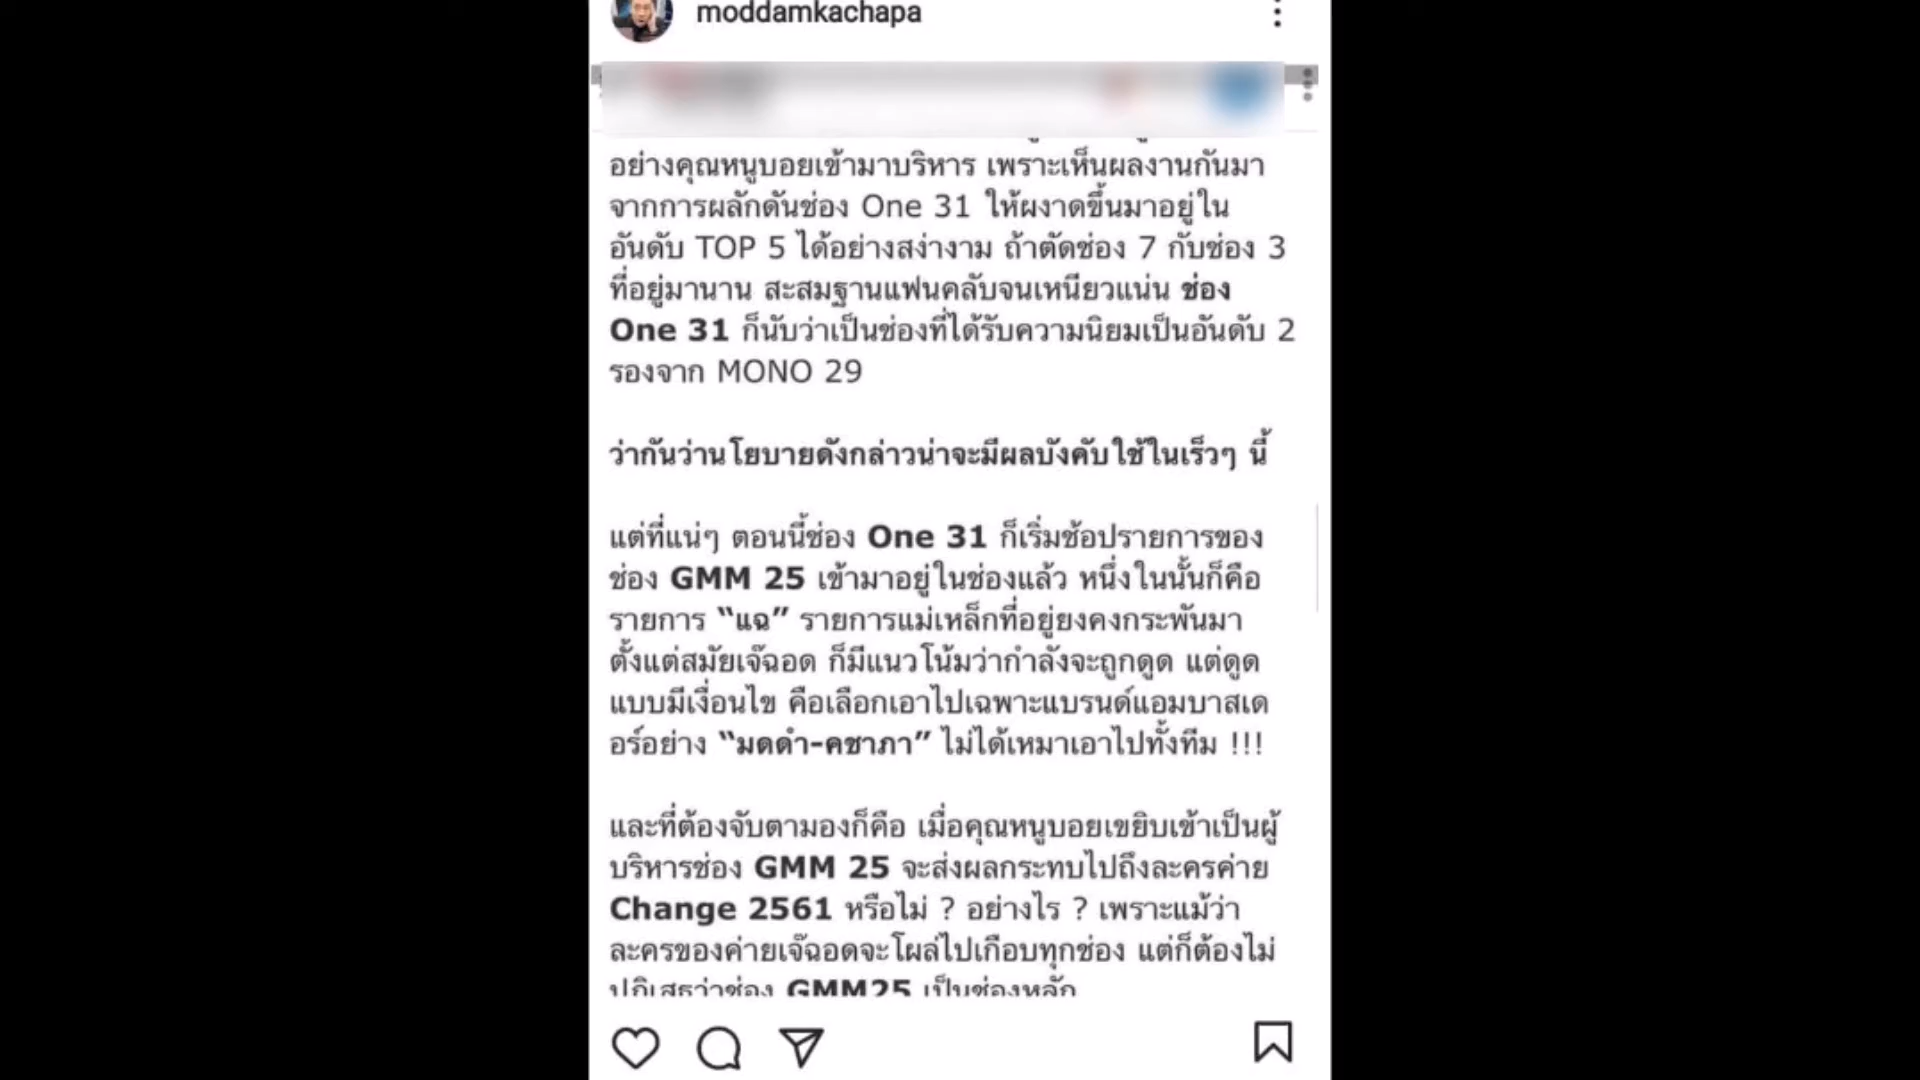 moddamkachapa
อย่างคุณหนูบอยเข้ามาบริหาร เพราะเห็นผลงานกันมา
จากการผลักดันช่อง One 31 ให้ผงาดขึ้นมาอยู่ใน
อันดับ TOP 5 ได้อย่างสง่างาม ถ้าตัดช่อง 7 กับช่อง 3
ที่อยู่มานาน สะสมฐานแฟนคลับจนเหนียวแน่น ช่อง
One 31 ก็นับว่าเป็นช่องที่ได้รับความนิยมเป็นอันดับ 2
รองจาก MONO 29
ว่ากันว่านโยบายดังกล่าวน่าจะมีผลบังคับใช้ในเร็วๆ นี้
แต่ที่แน่ๆ ตอนนี้ช่อง One 31 ก็เริ่มช้อปรายการของ
ช่อง GMM 25 เข้ามาอยู่ในช่องแล้ว หนึ่งในนั้นก็คือ
รายการ “แฉ” รายการแม่เหล็กที่อยู่ยงคงกระพันมา
ตั้งแต่สมัยเจ๊ฉอด ก็มีแนวโน้มว่ากำลังจะถูกดูด แต่ดูด
แบบมีเงื่อนไข คือเลือกเอาไปเฉพาะแบรนด์แอมบาสเด
อร์อย่าง “มดดำ-คชาภา” ไม่ได้เหมาเอาไปทั้งทีม !!!
และที่ต้องจับตามองก็คือ เมื่อคุณหนูบอยเขยิบเข้าเป็นผู้
บริหารช่อง GMM 25 จะส่งผลกระทบไปถึงละครค่าย
Change 2561 หรือไม่ ? อย่างไร ? เพราะแม้ว่า
ละครของค่ายเจ๊ฉอดจะโผล่ไปเกือบทุกช่อง แต่ก็ต้องไม่
ปฏิเสธว่าช่อง GMM25 เป็นช่องหลัก